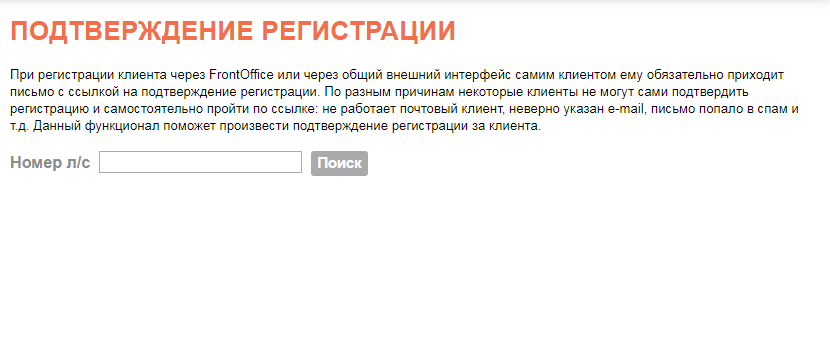 ПОДТВЕРЖДЕНИЕ РЕГИСТРАЦИИ
При регистрации клиента через FrontOffice или через общий внешний интерфейс самим клиентом ему обязательно приходит
письмо с ссылкой на подтверждение регистрации. По разным причинам некоторые клиенты не могут сами подтвердить
регистрацию и самостоятельно пройти по ссылке: не работает почтовый клиент, неверно указан e-mail, письмо попало в спам и
т.д. Данный функционал поможет произвести подтверждение регистрации за клиента.
Номер л/с Поиск